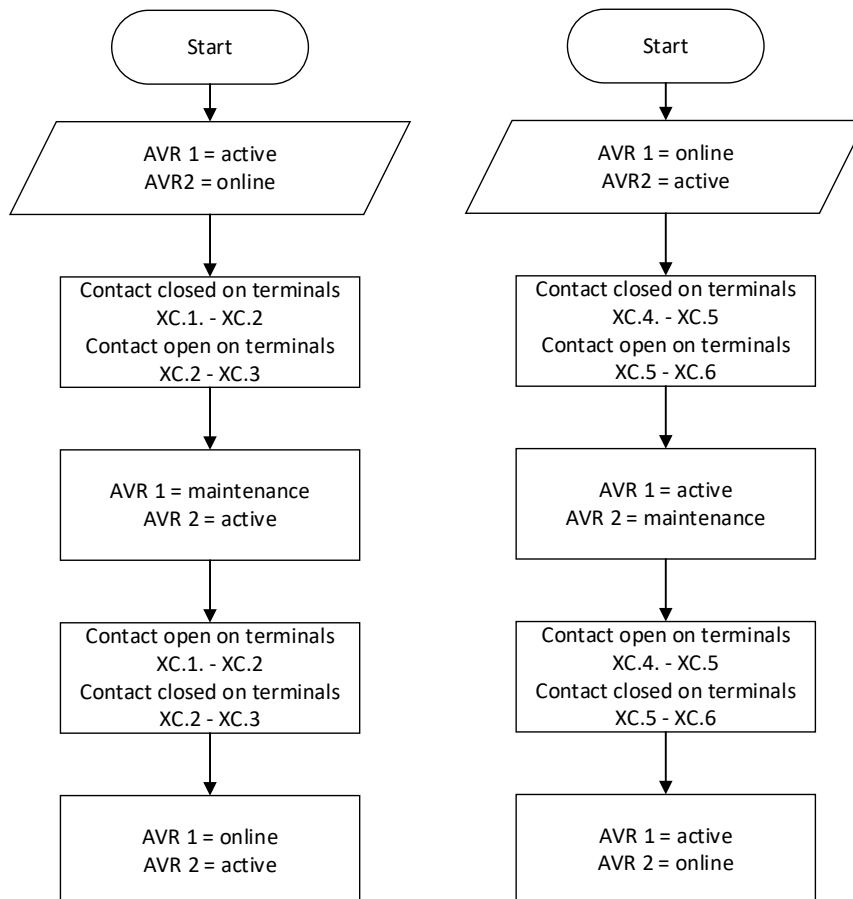 Start
AVR 1 = active
AVR2 = online
Contact closed on terminals
XC.1. - XC.2
Contact open on terminals
XC.2 - XC.3
AVR 1 = maintenance
AVR 2 = active
Contact open on terminals
XC.1. - XC.2
Contact closed on terminals
XC.2 - XC.3
AVR 1 = online
AVR 2 = active
Start
AVR 1 = online
AVR2 = active
Contact closed on terminals
XC.4. - XC.5
Contact open on terminals
XC.5 - XC.6
AVR 1 = active
AVR 2 = maintenance
Contact open on terminals
XC.4. - XC.5
Contact closed on terminals
XC.5 - XC.6
AVR 1 = active
AVR 2 = online